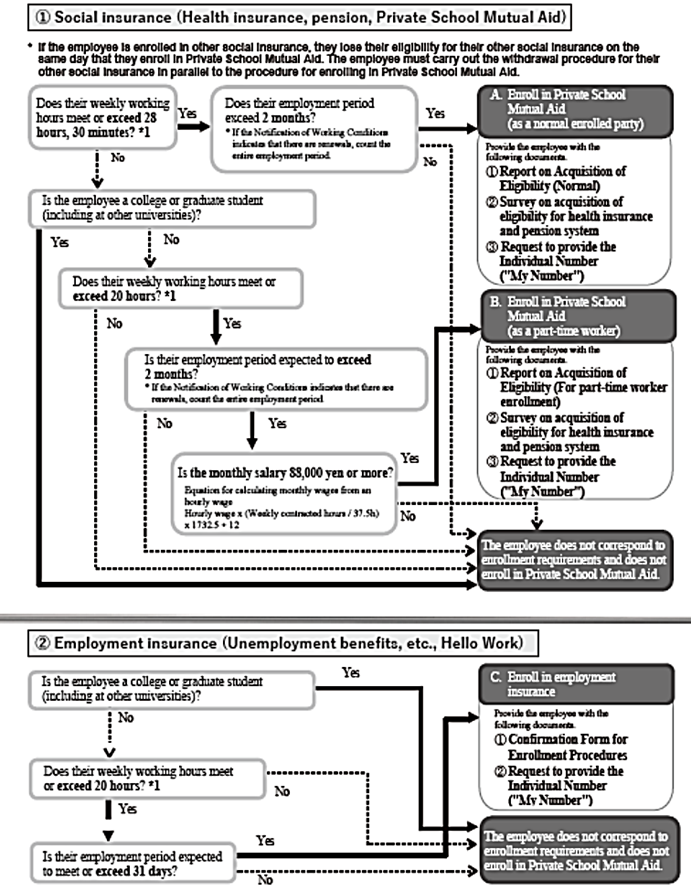 ① Social insurance (Health insurance, pension, Private School Mutual Aid)
* If the employee is enrolled in other social insurance, they lose their eligibility for their other social insurance on the
same day that they enroll in Private School Mutual Aid. The employee must carry out the withdrawal procedure for their
other social insurance in parallel to the procedure for enrolling in Private School Mutual Aid.
Does their weekly working
hours meet or exceed 28
hours, 30 minutes? *1
Yes
No
Does their employment period
exceed 2 months?
* If the Notification of Working Conditions
indicates that there are renewals, count the
entire employment period.
Yes
No
A. Enroll in Private School
Mutual Aid
(as a normal enrolled party)
Provide the employee with the
following documents.
① Report on Acquisition of
Eligibility (Normal)
② Survey on acquisition of
eligibility for health insurance
and pension system
③ Request to provide the
Individual Number
("My Number")
Is the employee a college or graduate student
(including at other universities)?
Yes
No
Does their weekly working hours meet or
exceed 20 hours? *1
No
Yes
Is their employment period expected to exceed
2 months?
* If the Notification of Working Conditions indicates that there are
renewals, count the entire employment period.
No
Yes
Is the monthly salary 88,000 yen or more?
Equation for calculating monthly wages from an
hourly wage
Hourly wage x (Weekly contracted hours / 37.5h)
x 1732.5 ÷ 12
Yes
No
B. Enroll in Private School
Mutual Aid
(as a part-time worker)
Provide the employee with the
following documents.
① Report on Acquisition of
Eligibility (For part-time worker
enrollment)
② Survey on acquisition of
eligibility for health insurance
and pension system
③ Request to provide the
Individual Number
("My Number")
The employee does not correspond to
enrollment requirements and does not
enroll in Private School Mutual Aid.
② Employment insurance (Unemployment benefits, etc., Hello Work)
Is the employee a college or graduate student
(including at other universities)?
Yes
No
Does their weekly working hours meet
or exceed 20 hours? *1
No
Yes
Is their employment period expected
to meet or exceed 31 days?
Yes
No
C. Enroll in employment
insurance
Provide the employee with the
following documents.
① Confirmation Form for
Enrollment Procedures
② Request to provide the
Individual Number
("My Number")
The employee does not correspond to
enrollment requirements and does not
enroll in Private School Mutual Aid.